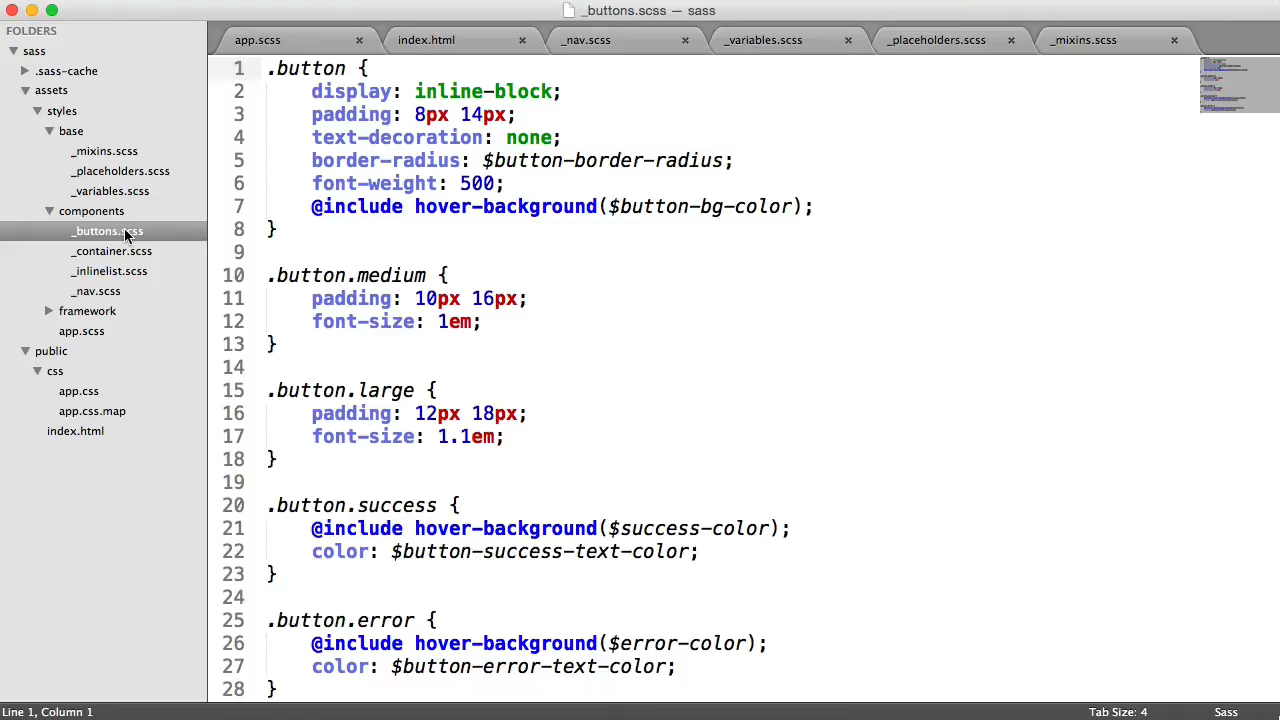 _buttons.scss — sass
FOLDERS
sass
.sass-cache
assets
styles
base
_mixins.scss
_placeholders.scss
_variables.scss
components
_buttons.scss
_container.scss
_inlinelist.scss
_nav.scss
framework
app.scss
public
css
app.css
app.css.map
index.html
app.scss × index.html × _nav.scss × _variables.scss × _placeholders.scss × _mixins.scss ×
1 .button {
2 display: inline-block;
3 padding: 8px 14px;
4 text-decoration: none;
5 border-radius: $button-border-radius;
6 font-weight: 500;
7 @include hover-background($button-bg-color);
8 }
9
10 .button.medium {
11 padding: 10px 16px;
12 font-size: 1em;
13 }
14
15 .button.large {
16 padding: 12px 18px;
17 font-size: 1.1em;
18 }
19
20 .button.success {
21 @include hover-background($success-color);
22 color: $button-success-text-color;
23 }
24
25 .button.error {
26 @include hover-background($error-color);
27 color: $button-error-text-color;
28 }
Line 1, Column 1 Tab Size: 4 Sass